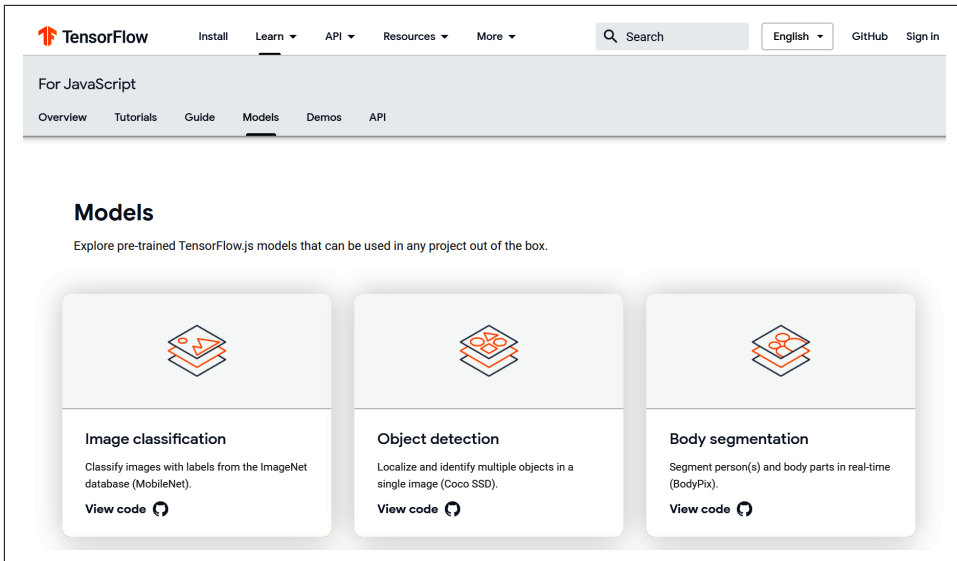 TensorFlow Install Learn API Resources More Search English GitHub Sign in
For JavaScript
Overview Tutorials Guide Models Demos API
Models
Explore pre-trained TensorFlow.js models that can be used in any project out of the box.
Image classification
Classify images with labels from the ImageNet
database (MobileNet).
View code
Object detection
Localize and identify multiple objects in a
single image (Coco SSD).
View code
Body segmentation
Segment person(s) and body parts in real-time
(BodyPix).
View code